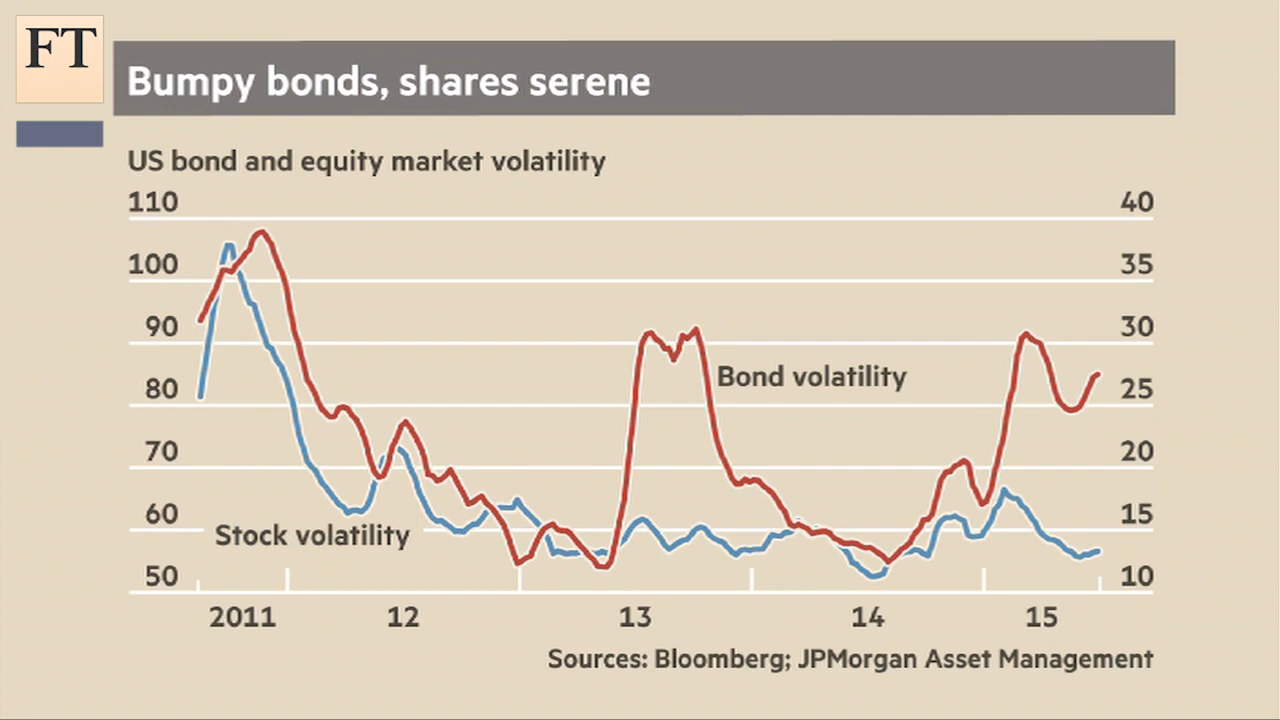 FT
Bumpy bonds, shares serene
US bond and equity market volatility
110 40
100 35
90 30
Bond volatility
80 25
70 20
60 15
Stock volatility
50 10
2011 12 13 14 15
Sources: Bloomberg; JPMorgan Asset Management